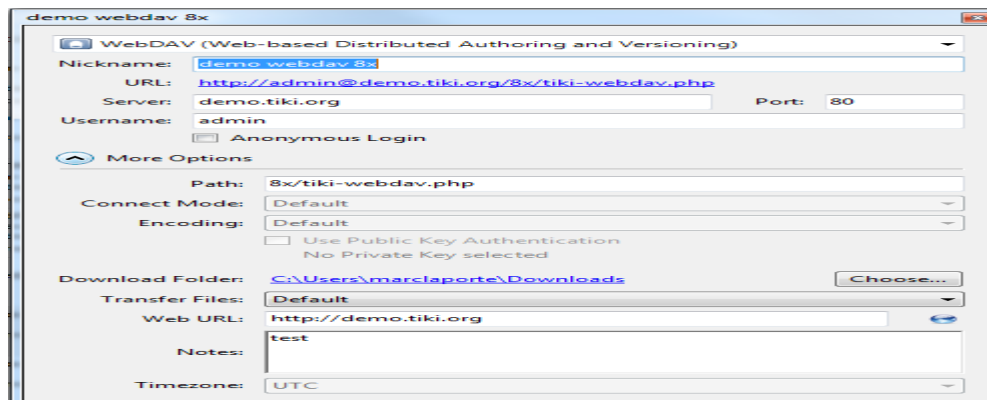 demo webdav 8x
WebDAV (Web-based Distributed Authoring and Versioning)
Nickname: demo webdav 8x
URL: http://admin@demo.tiki.org/8x/tiki-webdav.php
Server: demo.tiki.org Port: 80
Username: admin
Anonymous Login
More Options
Path: 8x/tiki-webdav.php
Connect Mode: Default
Encoding: Default
Use Public Key Authentication
No Private Key selected
Download Folder: C:\Users\marclaporte\Downloads Choose...
Transfer Files: Default
Web URL: http://demo.tiki.org
Notes: test
Timezone: UTC